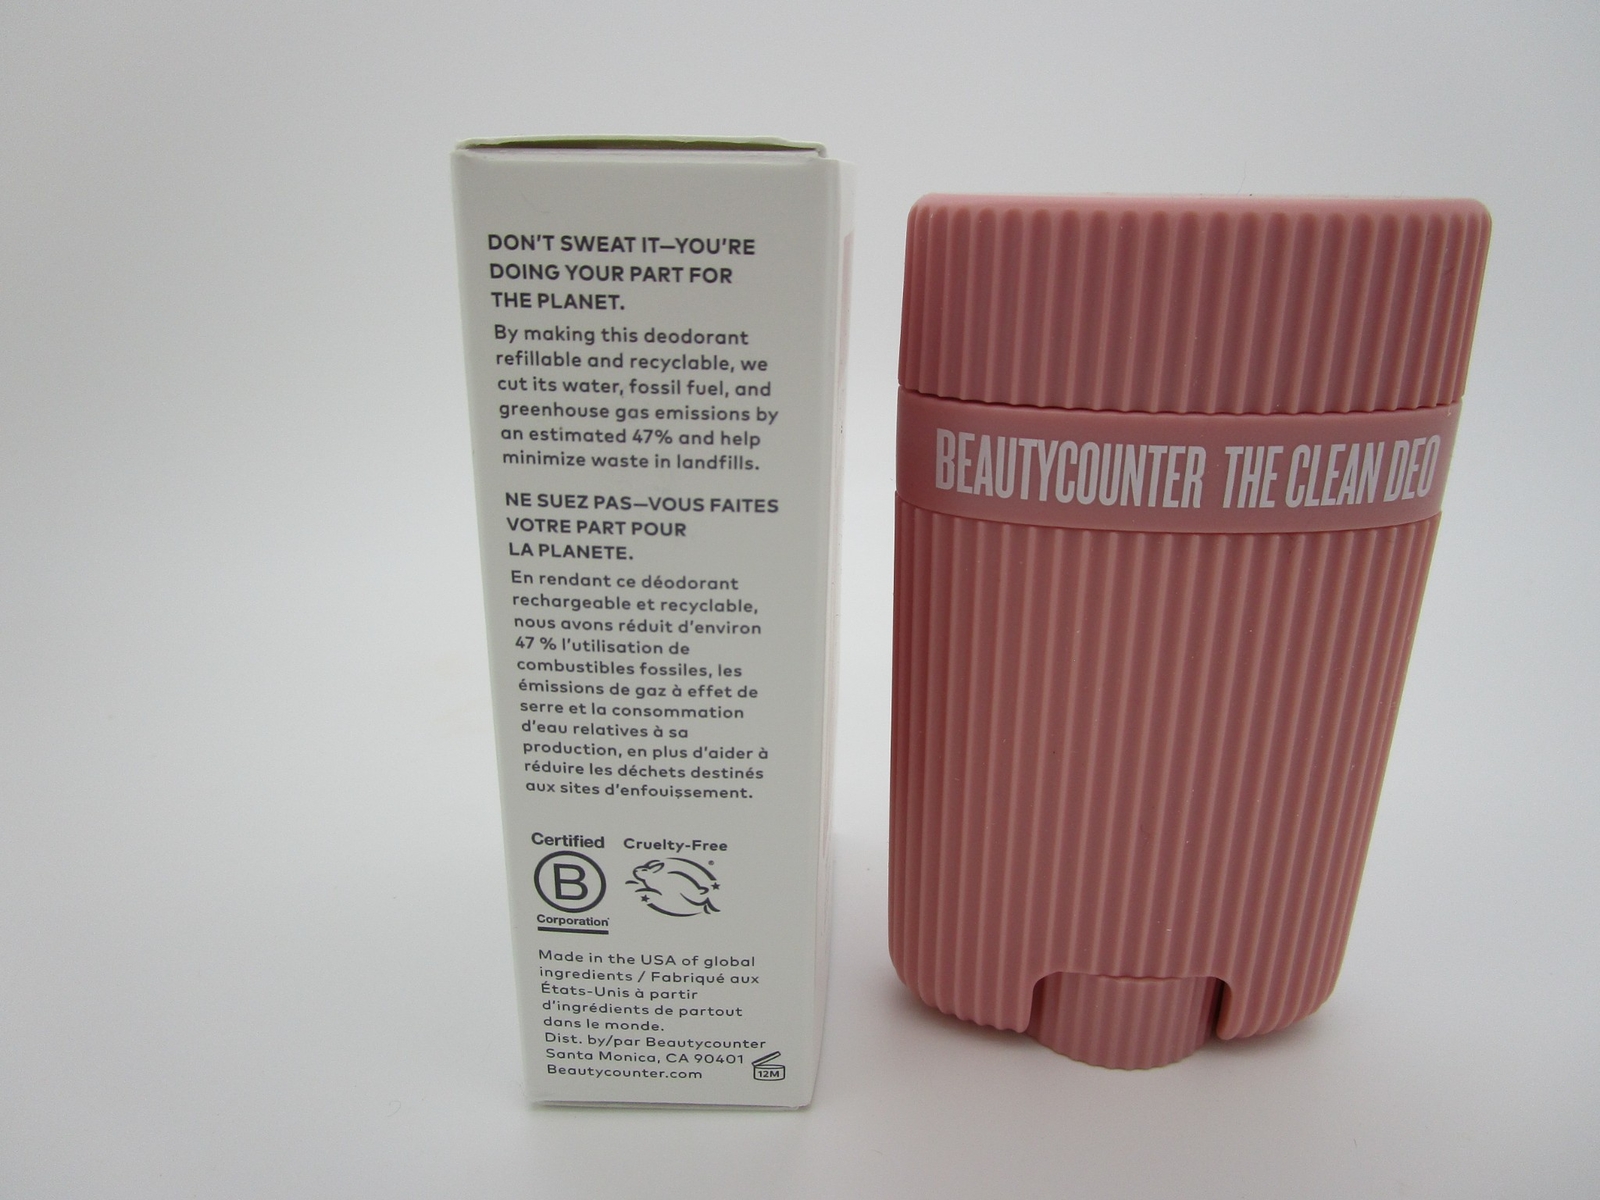 DON'T SWEAT IT—YOU'RE
DOING YOUR PART FOR
THE PLANET.
By making this deodorant
refillable and recyclable, we
cut its water, fossil fuel, and
greenhouse gas emissions by
an estimated 47% and help
minimize waste in landfills.
NE SUEZ PAS—VOUS FAITES
VOTRE PART POUR
LA PLANETE.
En rendant ce déodorant
rechargeable et recyclable,
nous avons réduit d'environ
47 % l'utilisation de
combustibles fossiles, les
émissions de gaz à effet de
serre et la consommation
d'eau relatives à sa
production, en plus d'aider à
réduire les déchets destinés
aux sites d'enfouissement.
Certified
B
Corporation
Cruelty-Free
Made in the USA of global
ingredients / Fabriqué aux
États-Unis à partir
d'ingrédients de partout
dans le monde.
Dist. by/par Beautycounter
Santa Monica, CA 90401
Beautycounter.com
12M
BEAUTYCOUNTER THE CLEAN DEO